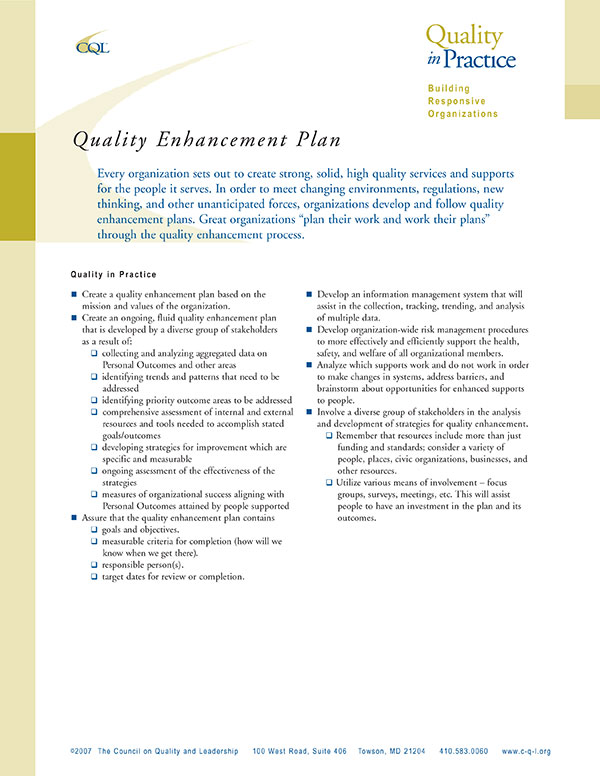 CQL
Quality
in Practice
Building
Responsive
Organizations
Quality Enhancement Plan
Every organization sets out to create strong, solid, high quality services and supports
for the people it serves. In order to meet changing environments, regulations, new
thinking, and other unanticipated forces, organizations develop and follow quality
enhancement plans. Great organizations “plan their work and work their plans”
through the quality enhancement process.
Quality in Practice
■ Create a quality enhancement plan based on the
mission and values of the organization.
■ Create an ongoing, fluid quality enhancement plan
that is developed by a diverse group of stakeholders
as a result of:
❑ collecting and analyzing aggregated data on
Personal Outcomes and other areas
❑ identifying trends and patterns that need to be
addressed
❑ identifying priority outcome areas to be addressed
❑ comprehensive assessment of internal and external
resources and tools needed to accomplish stated
goals/outcomes
❑ developing strategies for improvement which are
specific and measurable
❑ ongoing assessment of the effectiveness of the
strategies
❑ measures of organizational success aligning with
Personal Outcomes attained by people supported
■ Assure that the quality enhancement plan contains
❑ goals and objectives.
❑ measurable criteria for completion (how will we
know when we get there).
❑ responsible person(s).
❑ target dates for review or completion.
■ Develop an information management system that will
assist in the collection, tracking, trending, and analysis
of multiple data.
■ Develop organization-wide risk management procedures
to more effectively and efficiently support the health,
safety, and welfare of all organizational members.
■ Analyze which supports work and do not work in order
to make changes in systems, address barriers, and
brainstorm about opportunities for enhanced supports
to people.
■ Involve a diverse group of stakeholders in the analysis
and development of strategies for quality enhancement.
❑ Remember that resources include more than just
funding and standards; consider a variety of
people, places, civic organizations, businesses, and
other resources.
❑ Utilize various means of involvement – focus
groups, surveys, meetings, etc. This will assist
people to have an investment in the plan and its
outcomes.
©2007 The Council on Quality and Leadership 100 West Road, Suite 406 Towson, MD 21204 410.583.0060 www.c-q-l.org